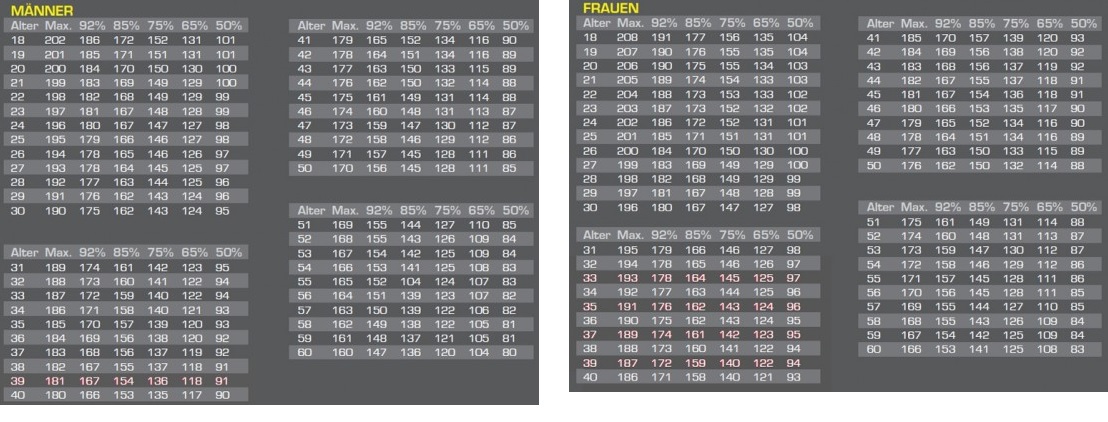 MÄNNER
Alter Max. 92% 85% 75% 65% 50%
18 202 186 172 152 131 101
19 201 185 171 151 131 101
20 200 184 170 150 130 100
21 199 183 169 149 129 100
22 198 182 168 149 129 99
23 197 181 167 148 128 99
24 196 180 167 147 127 98
25 195 179 166 146 127 98
26 194 178 165 146 126 97
27 193 178 164 145 125 97
28 192 177 163 144 125 96
29 191 176 162 143 124 96
30 190 175 162 143 124 95
Alter Max. 92% 85% 75% 65% 50%
31 189 174 161 142 123 95
32 188 173 160 141 122 94
33 187 172 159 140 122 94
34 186 171 158 140 121 93
35 185 170 157 139 120 93
36 184 169 156 138 120 92
37 183 168 156 137 119 92
38 182 167 155 137 118 91
39 181 167 154 136 118 91
40 180 166 153 135 117 90
Alter Max. 92% 85% 75% 65% 50%
41 179 165 152 134 116 90
42 178 164 151 134 116 89
43 177 163 150 133 115 89
44 176 162 150 132 114 88
45 175 161 149 131 114 88
46 174 160 148 131 113 87
47 173 159 147 130 112 87
48 172 158 146 129 112 86
49 171 157 145 128 111 86
50 170 156 145 128 111 85
Alter Max. 92% 85% 75% 65% 50%
51 169 155 144 127 110 85
52 168 155 143 126 109 84
53 167 154 142 125 109 84
54 166 153 141 125 108 83
55 165 152 104 124 107 83
56 164 151 139 123 107 82
57 163 150 139 122 106 82
58 162 149 138 122 105 81
59 161 148 137 121 105 81
60 160 147 136 120 104 80
FRAUEN
Alter Max. 92% 85% 75% 65% 50%
18 208 191 177 156 135 104
19 207 190 176 155 135 104
20 206 190 175 155 134 103
21 205 189 174 154 133 103
22 204 188 173 153 133 102
23 203 187 173 152 132 102
24 202 186 172 152 131 101
25 201 185 171 151 131 101
26 200 184 170 150 130 100
27 199 183 169 149 129 100
28 198 182 168 149 129 99
29 197 181 167 148 128 99
30 196 180 167 147 127 98
Alter Max. 92% 85% 75% 65% 50%
31 195 179 166 146 127 98
32 194 178 165 146 126 97
33 193 178 164 145 125 97
34 192 177 163 144 125 96
35 191 176 162 143 124 96
36 190 175 162 143 124 95
37 189 174 161 142 123 95
38 188 173 160 141 122 94
39 187 172 159 140 122 94
40 186 171 158 140 121 93
Alter Max. 92% 85% 75% 65% 50%
41 185 170 157 139 120 93
42 184 169 156 138 120 92
43 183 168 156 137 119 92
44 182 167 155 137 118 91
45 181 167 154 136 118 91
46 180 166 153 135 117 90
47 179 165 152 134 116 90
48 178 164 151 134 116 89
49 177 163 150 133 115 89
50 176 162 150 132 114 88
Alter Max. 92% 85% 75% 65% 50%
51 175 161 149 131 114 88
52 174 160 148 131 113 87
53 173 159 147 130 112 87
54 172 158 146 129 112 86
55 171 157 145 128 111 86
56 170 156 145 128 111 85
57 169 155 144 127 110 85
58 168 155 143 126 109 84
59 167 154 142 125 109 84
60 166 153 141 125 108 83